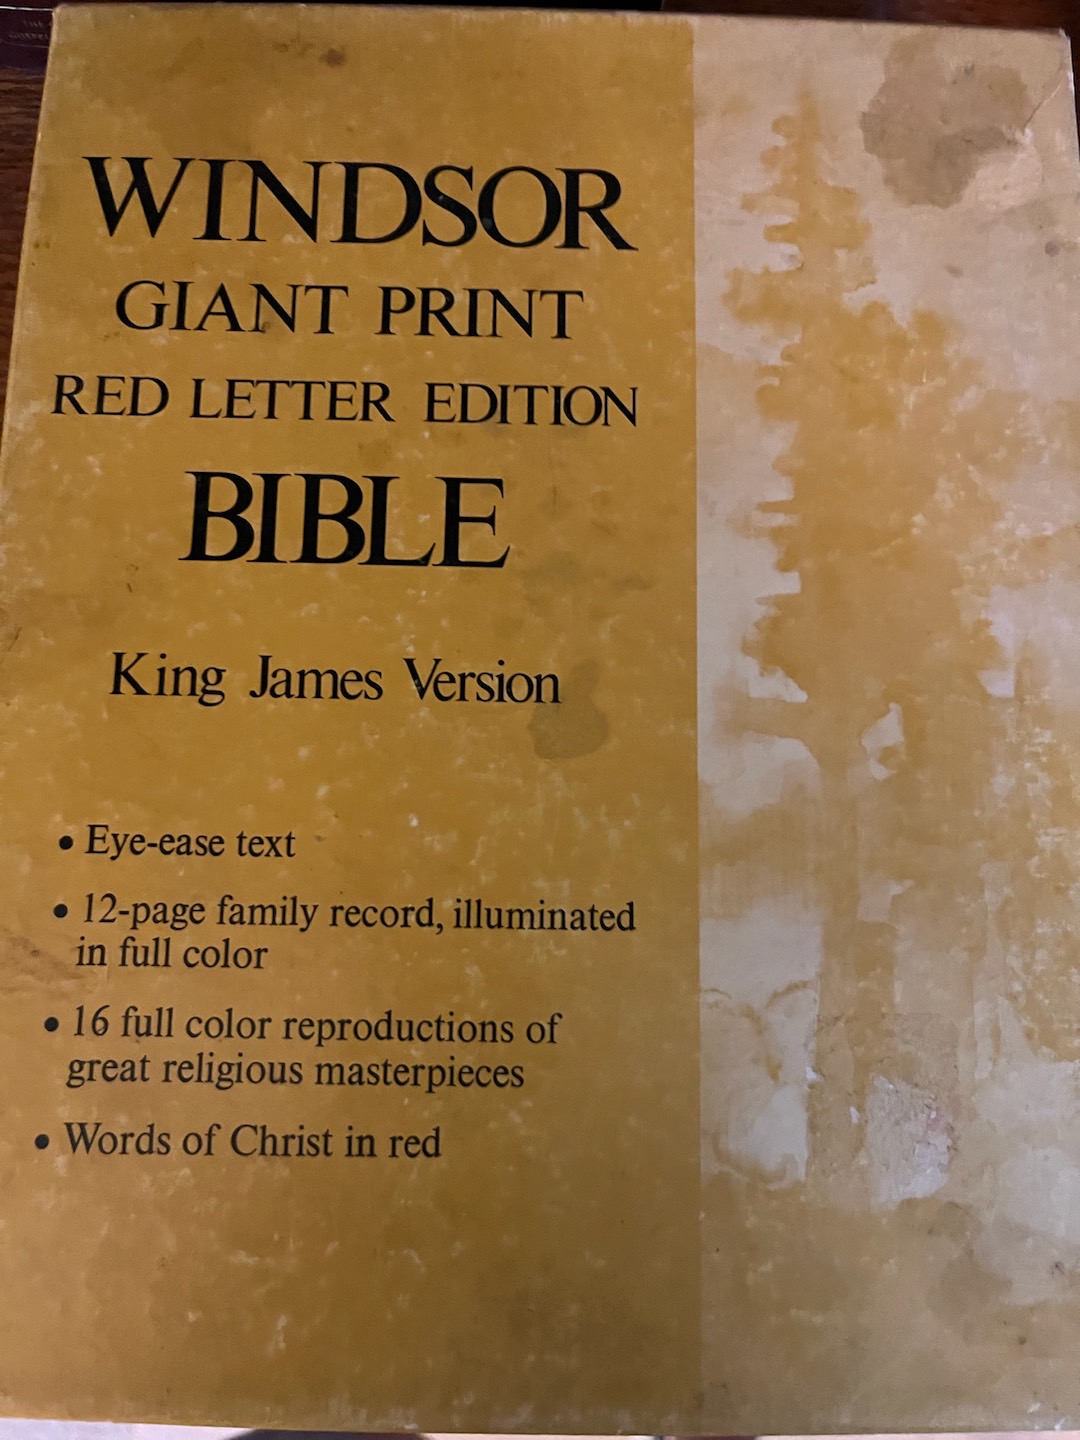 WINDSOR
GIANT PRINT
RED LETTER EDITION
BIBLE
King James Version
• Eye-ease text
• 12-page family record, illuminated
in full color
• 16 full color reproductions of
great religious masterpieces
• Words of Christ in red